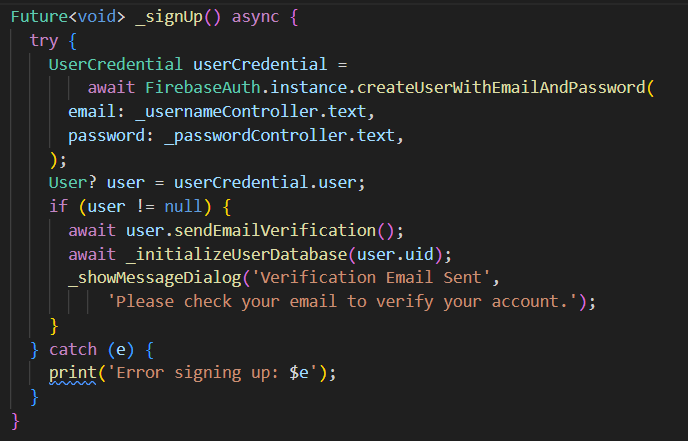 Future<void> _signUp() async {
try {
UserCredential userCredential =
await FirebaseAuth.instance.createUserWithEmailAndPassword(
email: _usernameController.text,
password: _passwordController.text,
);
User? user = userCredential.user;
if (user != null) {
await user.sendEmailVerification();
await _initializeUserDatabase(user.uid);
_showMessageDialog('Verification Email Sent',
'Please check your email to verify your account.');
}
} catch (e) {
print('Error signing up: $e');
}
}